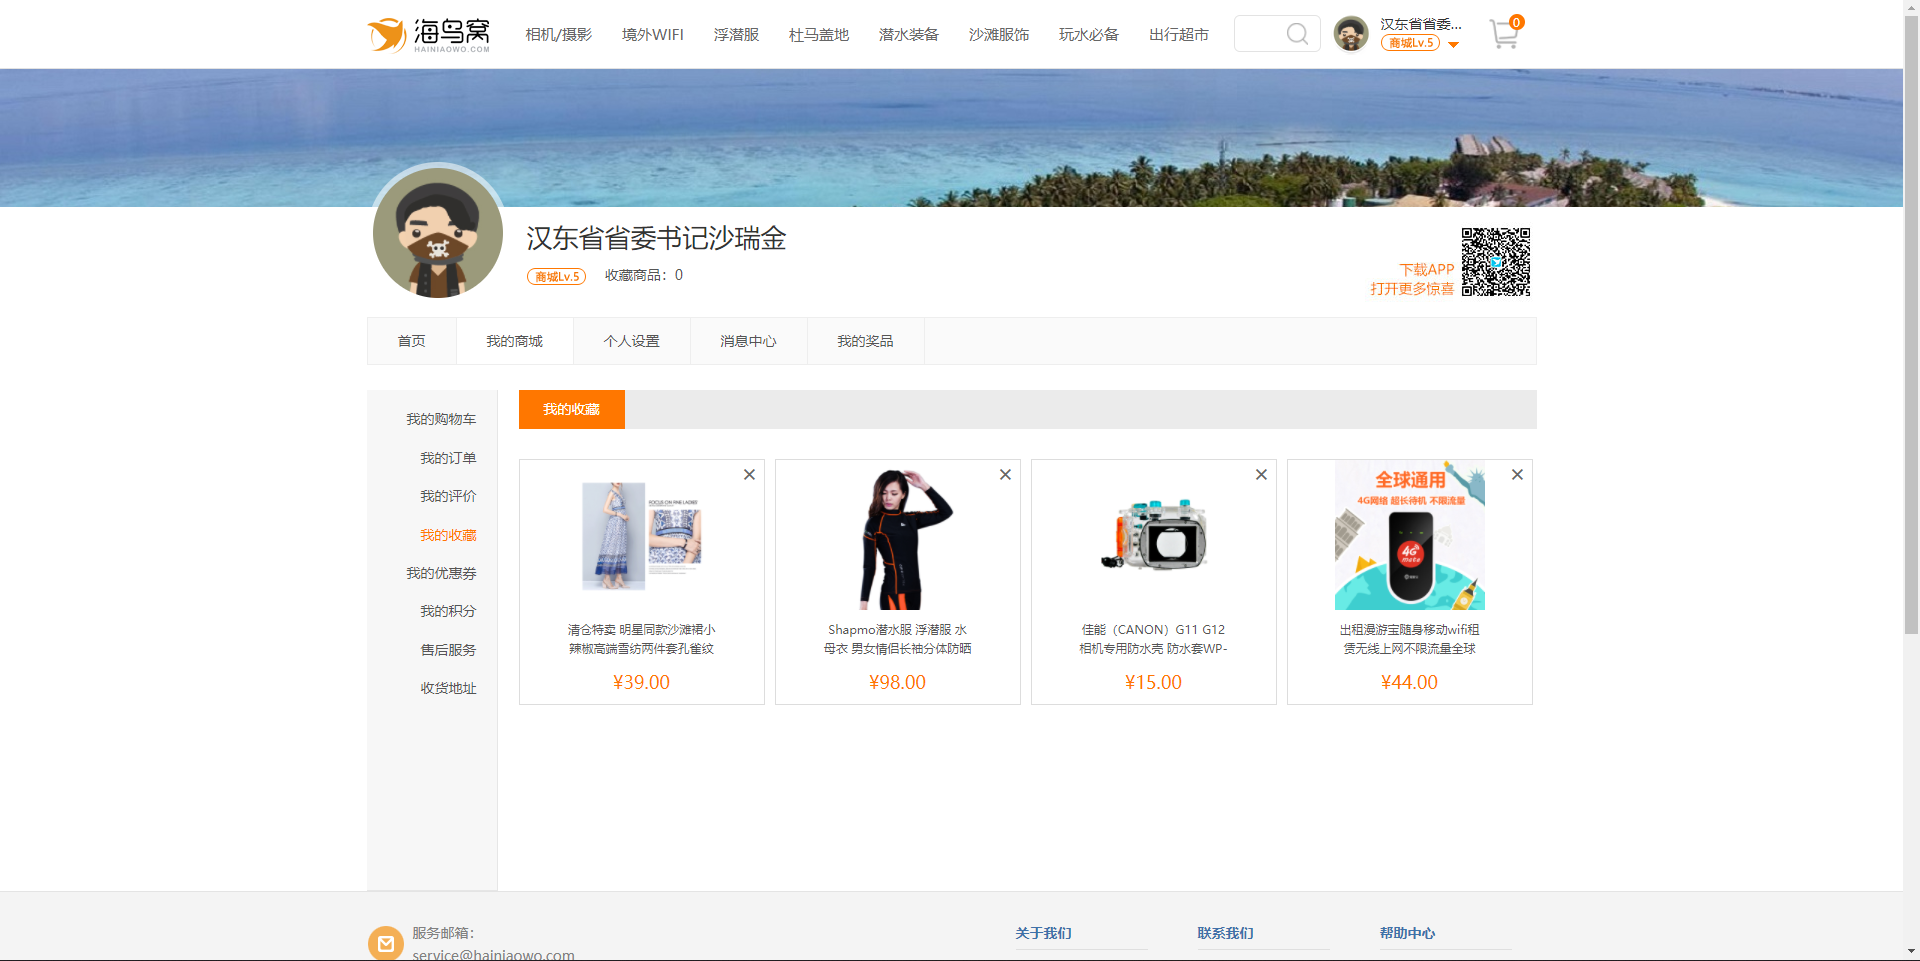 海鸟窝
HAINIAOWO.COM
相机/摄影
境外WIFI
浮潜服
杜马盖地
潜水装备
沙滩服饰
玩水必备
出行超市
汉东省省委...
商城Lv.5
0
汉东省省委书记沙瑞金
商城Lv.5
收藏商品：0
下载APP
打开更多惊喜
首页
我的商城
个人设置
消息中心
我的奖品
我的购物车
我的订单
我的评价
我的收藏
我的优惠券
我的积分
售后服务
收货地址
我的收藏
FOCUS ON FINE LADIES'
清仓特卖 明星同款沙滩裙小
辣椒高端雪纺两件套孔雀纹
¥39.00
Shapmo潜水服 浮潜服 水
母衣 男女情侣长袖分体防晒
¥98.00
佳能（CANON）G11 G12
相机专用防水壳 防水套WP-
¥15.00
全球通用
4G网络 超长待机 不限流量
4G
出租漫游宝随身移动wifi租
赁无线上网不限流量全球
¥44.00
服务邮箱：
service@hainiaowo.com
关于我们
联系我们
帮助中心